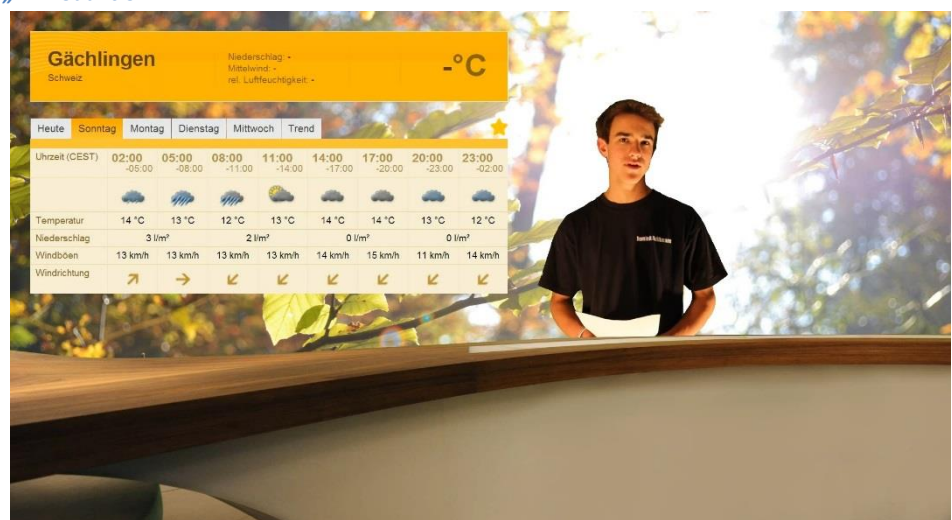 Gächlingen
Schweiz
Niederschlag: -
Mittelwind: -
rel. Luftfeuchtigkeit: -
-°C
Heute Sonntag Montag Dienstag Mittwoch Trend
Uhrzeit (CEST) 02:00 05:00 08:00 11:00 14:00 17:00 20:00 23:00
-05:00 -08:00 -11:00 -14:00 -17:00 -20:00 -23:00 -02:00
Temperatur 14 °C 13 °C 12 °C 13 °C 14 °C 14 °C 13 °C 12 °C
Niederschlag 3 l/m² 2 l/m² 0 l/m² 0 l/m²
Windböen 13 km/h 13 km/h 13 km/h 13 km/h 14 km/h 15 km/h 11 km/h 14 km/h
Windrichtung